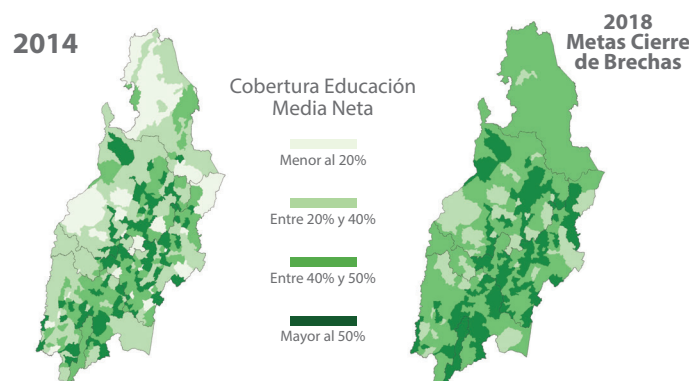 2014
2018
Metas Cierre
de Brechas
Cobertura Educación
Media Neta
Menor al 20%
Entre 20% y 40%
Entre 40% y 50%
Mayor al 50%